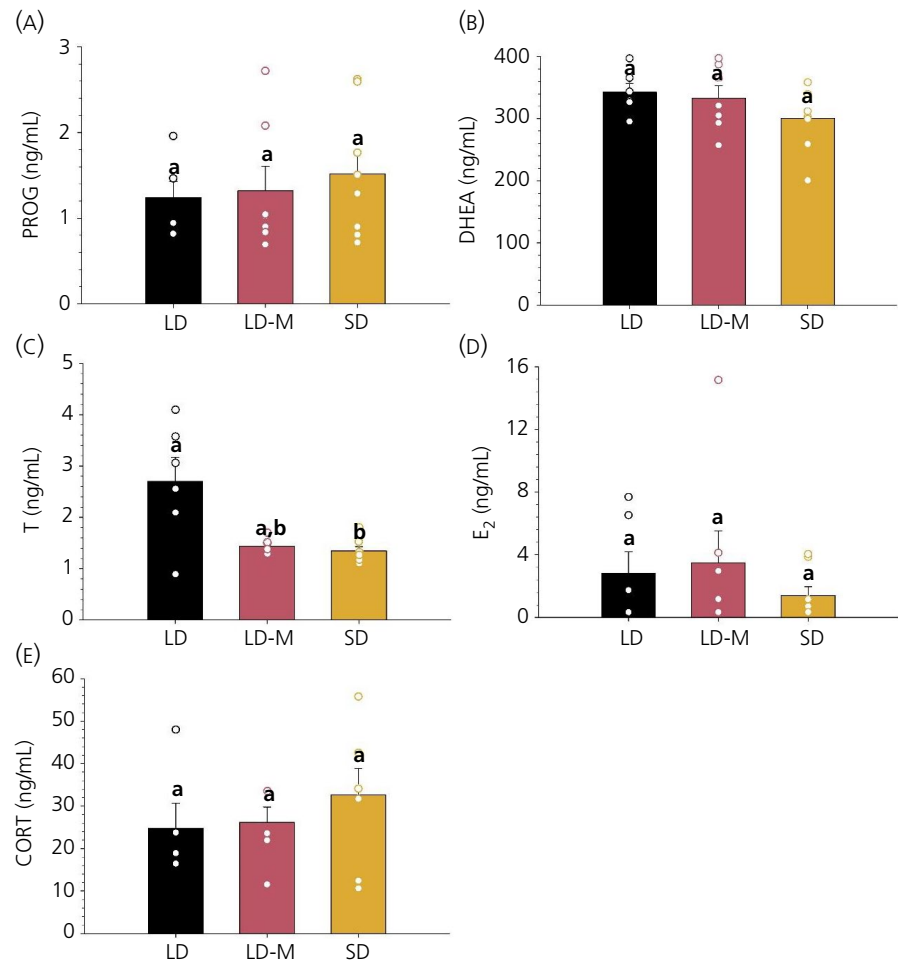 (A)
PROG (ng/mL)
3
2
1
0
a
a
a
LD
LD-M
SD
(B)
DHEA (ng/mL)
400
300
200
100
0
a
a
a
LD
LD-M
SD
(C)
T (ng/mL)
5
4
3
2
1
0
a
a,b
b
LD
LD-M
SD
(D)
E2 (ng/mL)
16
12
8
4
0
a
a
a
LD
LD-M
SD
(E)
CORT (ng/mL)
60
50
40
30
20
10
0
a
a
a
LD
LD-M
SD